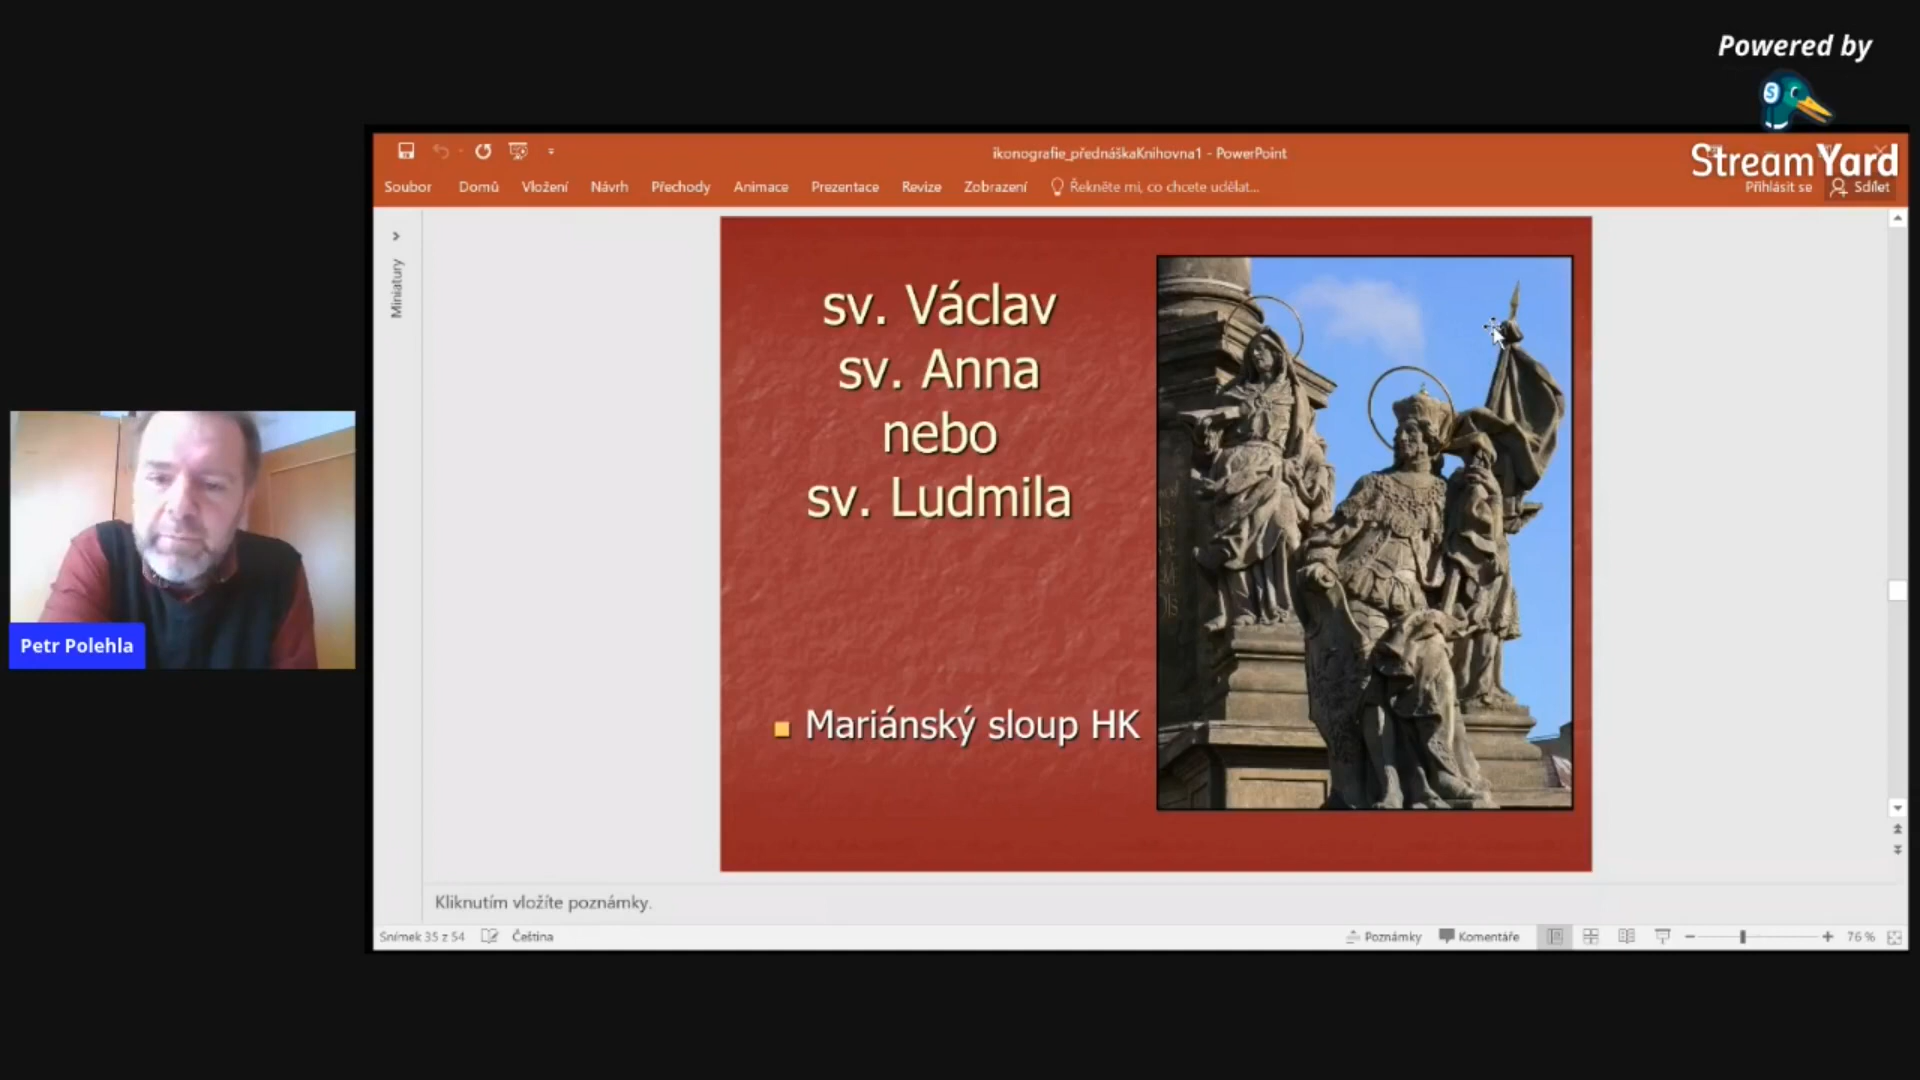 Powered by
StreamYard
ikonografie_přednáškaKnihovna1 - PowerPoint
Soubor Domů Vložení Návrh Přechody Animace Prezentace Revize Zobrazení Řekněte mi, co chcete udělat... Přihlásit se Sdílet
Miniatury
sv. Václav
sv. Anna
nebo
sv. Ludmila
Mariánský sloup HK
Petr Polehla
Kliknutím vložíte poznámky.
Snímek 35 z 54 Čeština Poznámky Komentáře 76 %